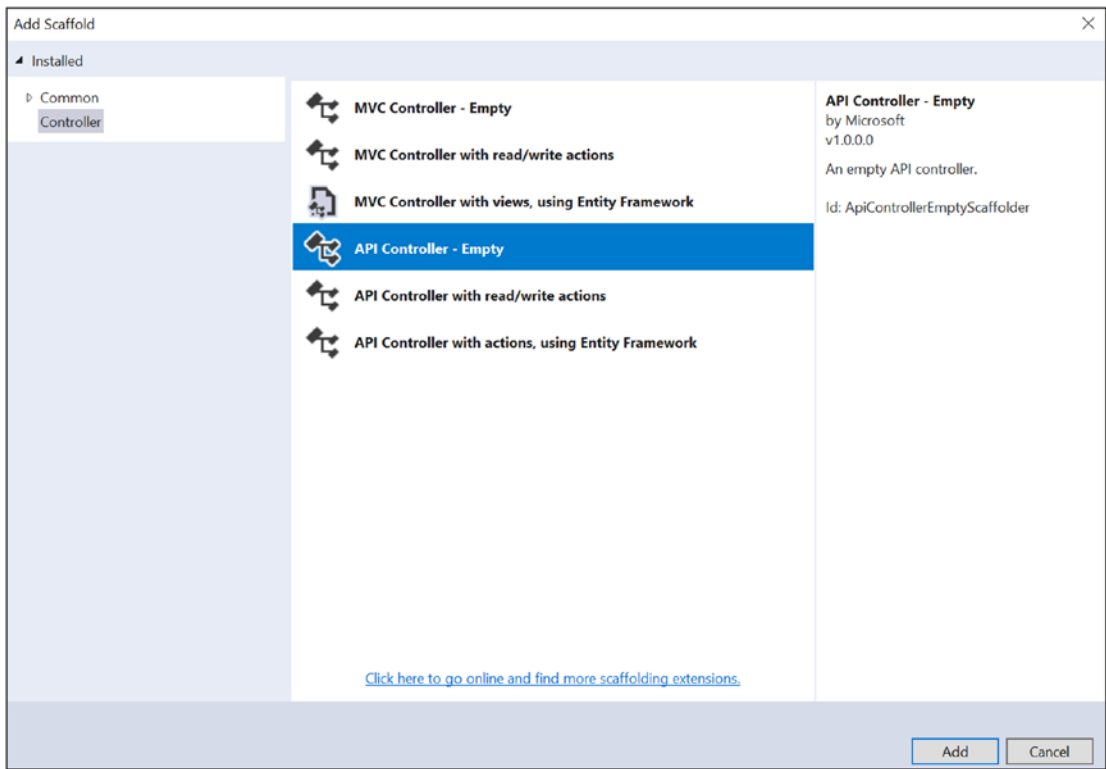 Add Scaffold
Installed
Common
Controller
MVC Controller - Empty
MVC Controller with read/write actions
MVC Controller with views, using Entity Framework
API Controller - Empty
API Controller with read/write actions
API Controller with actions, using Entity Framework
Click here to go online and find more scaffolding extensions.
API Controller - Empty
by Microsoft
v1.0.0.0
An empty API controller.
Id: ApiControllerEmptyScaffolder
Add
Cancel